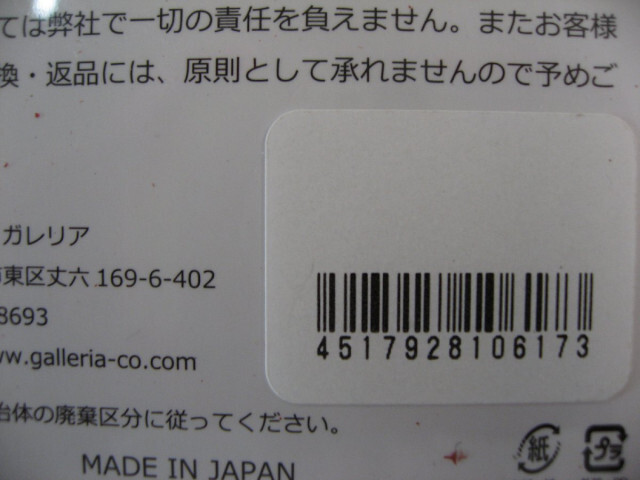 ては弊社で一切の責任を負えません。またお客様
換・返品には、原則として承れませんので予めご
ガレリア
市東区丈六 169-6-402
8693
www.galleria-co.com
4517928106173
治体の廃棄区分に従ってください。
紙 プラ
MADE IN JAPAN